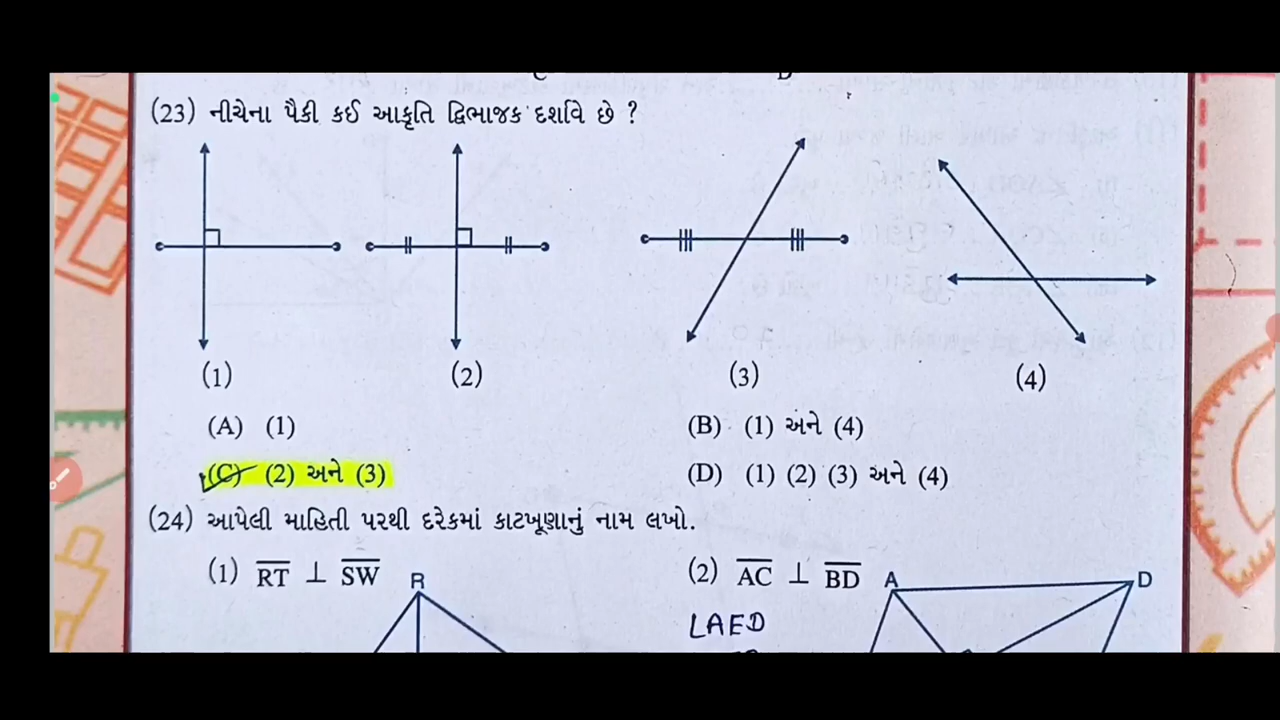 (23) નીચેના પૈકી કઈ આકૃતિ દ્વિભાજક દર્શાવે છે ?
(1) (2) (3) (4)
(A) (1) (B) (1) અને (4)
(C) (2) અને (3) (D) (1) (2) (3) અને (4)
(24) આપેલી માહિતી પરથી દરેકમાં કાટખૂણાનું નામ લખો.
(1) RT ⊥ SW (2) AC ⊥ BD
R A D
LAED